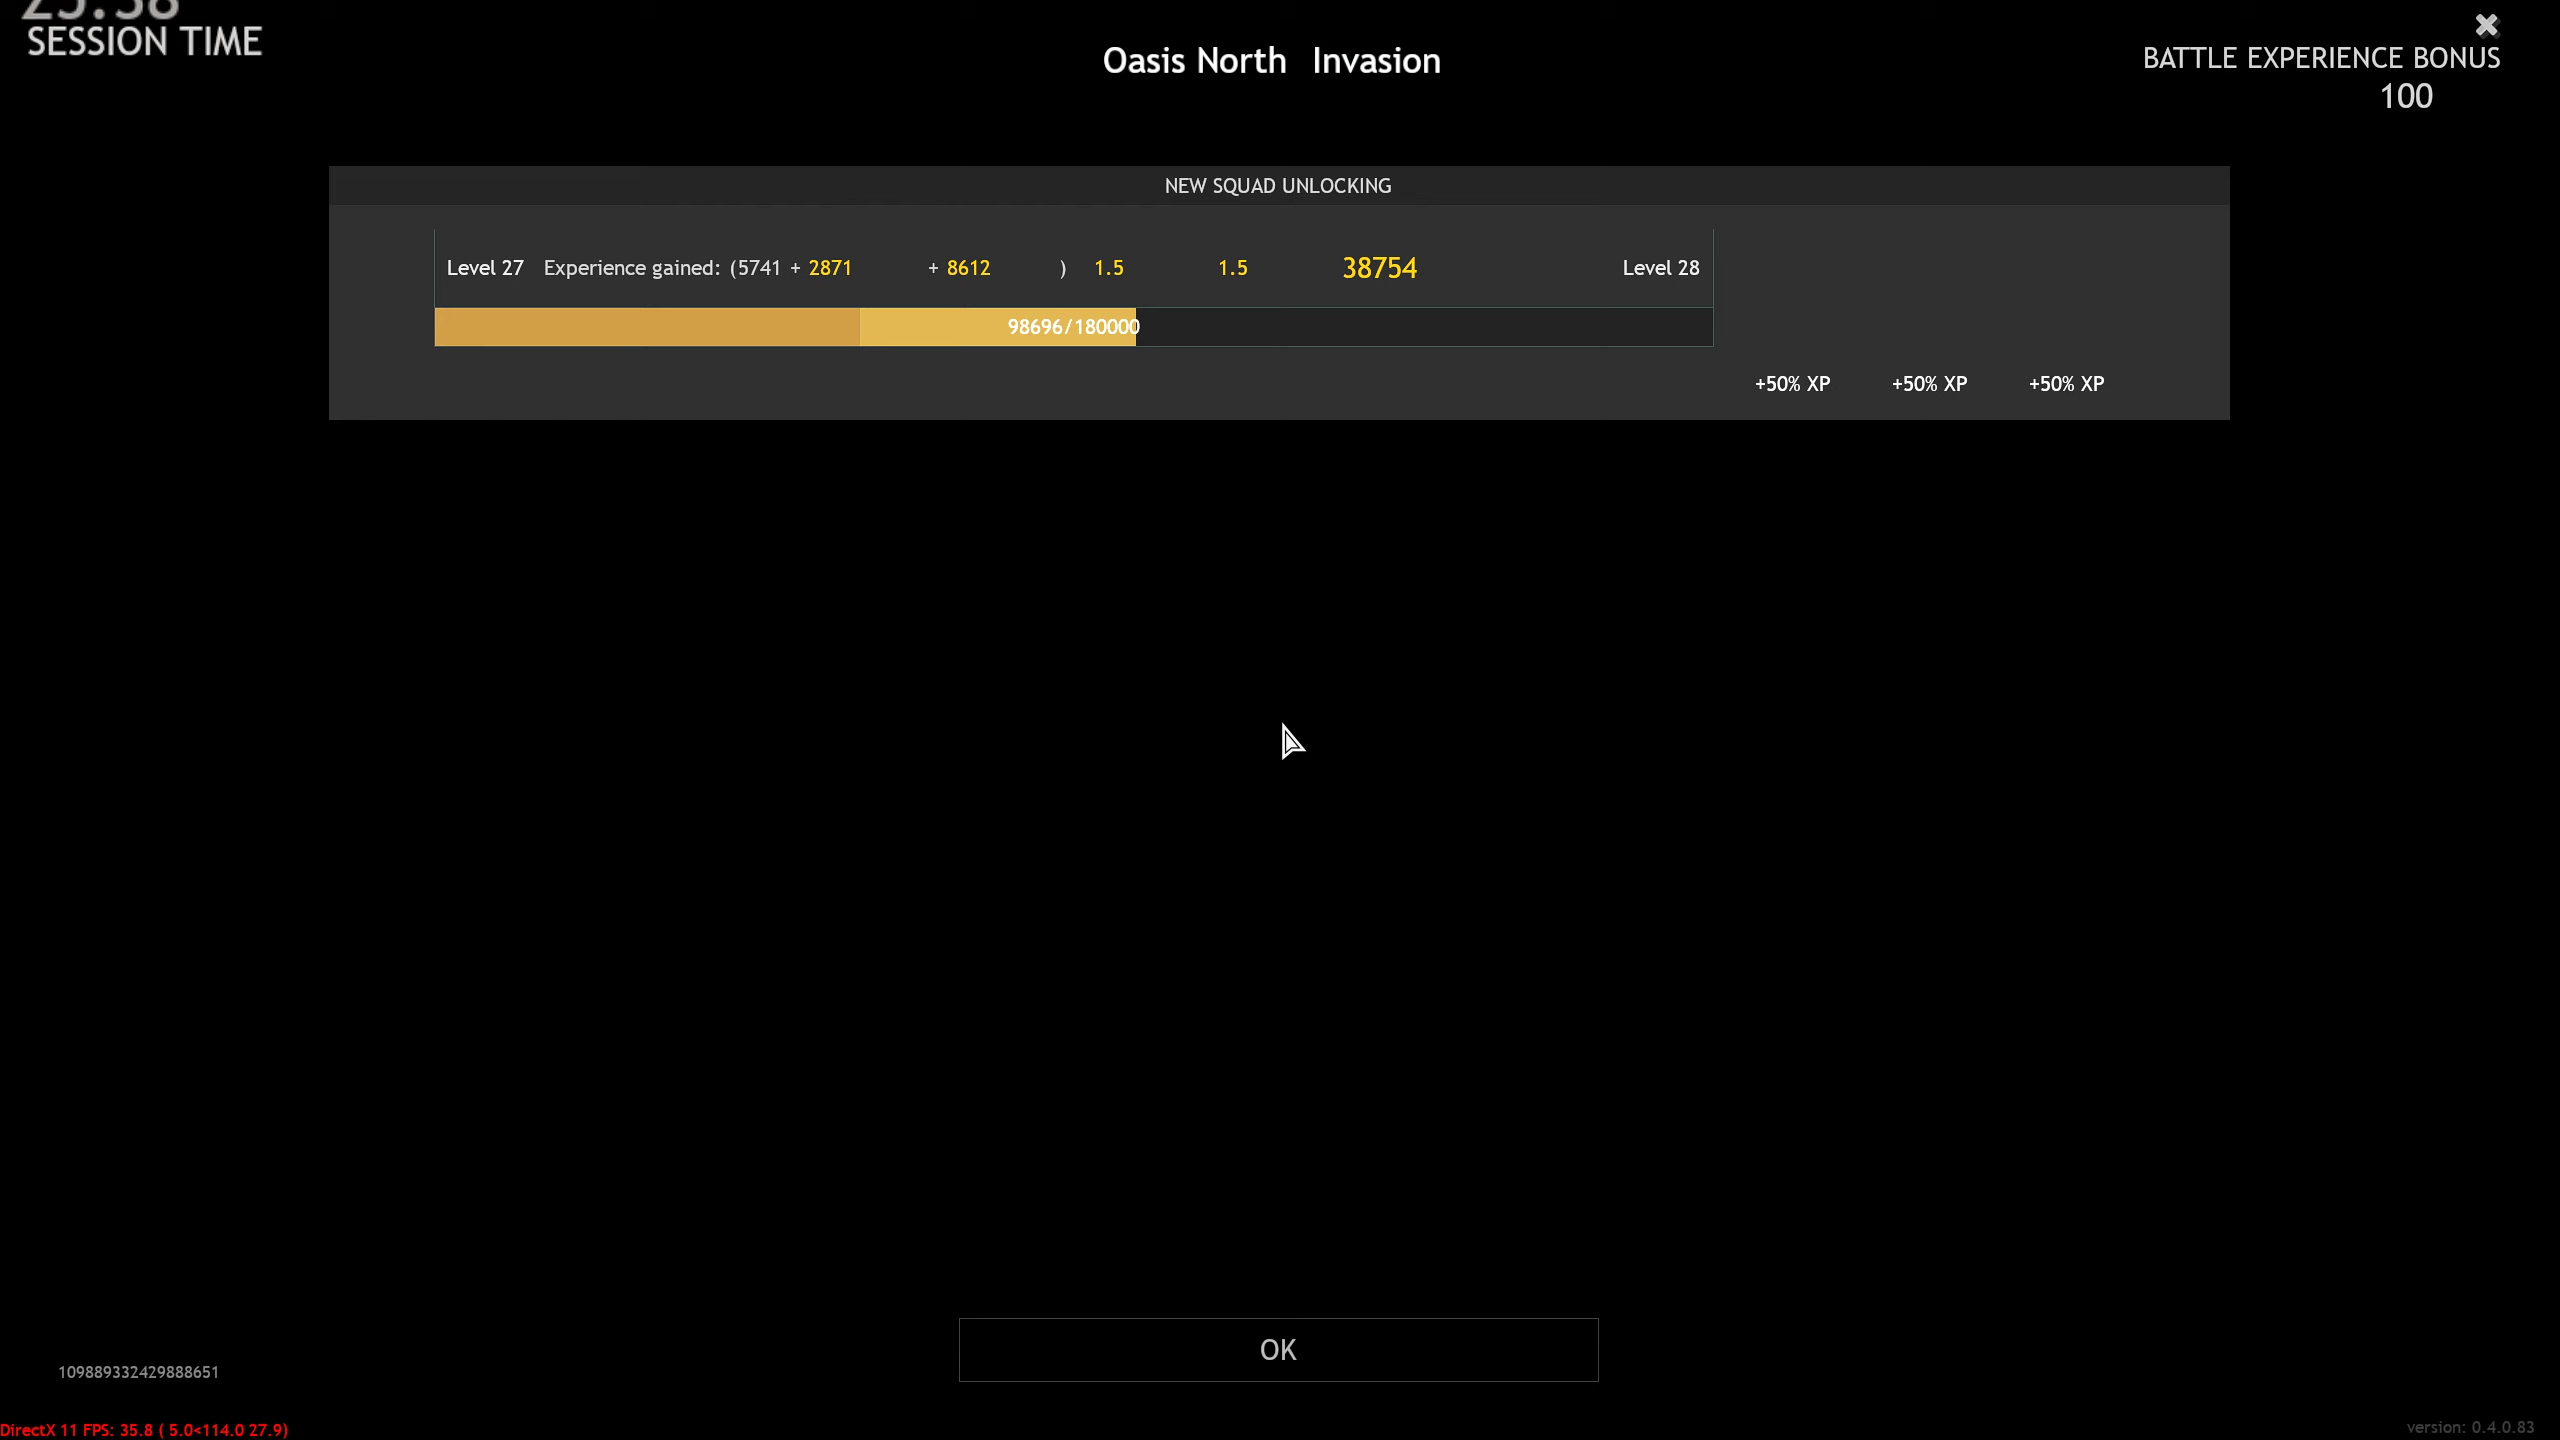 SESSION TIME
Oasis North Invasion
BATTLE EXPERIENCE BONUS
100
NEW SQUAD UNLOCKING
Level 27 Experience gained: (5741 + 2871 + 8612 ) 1.5 1.5 38754 Level 28
98696/180000
+50% XP +50% XP +50% XP
OK
109889332429888651
DirectX 11 FPS: 35.8 ( 5.0<114.0 27.9)
version: 0.4.0.83